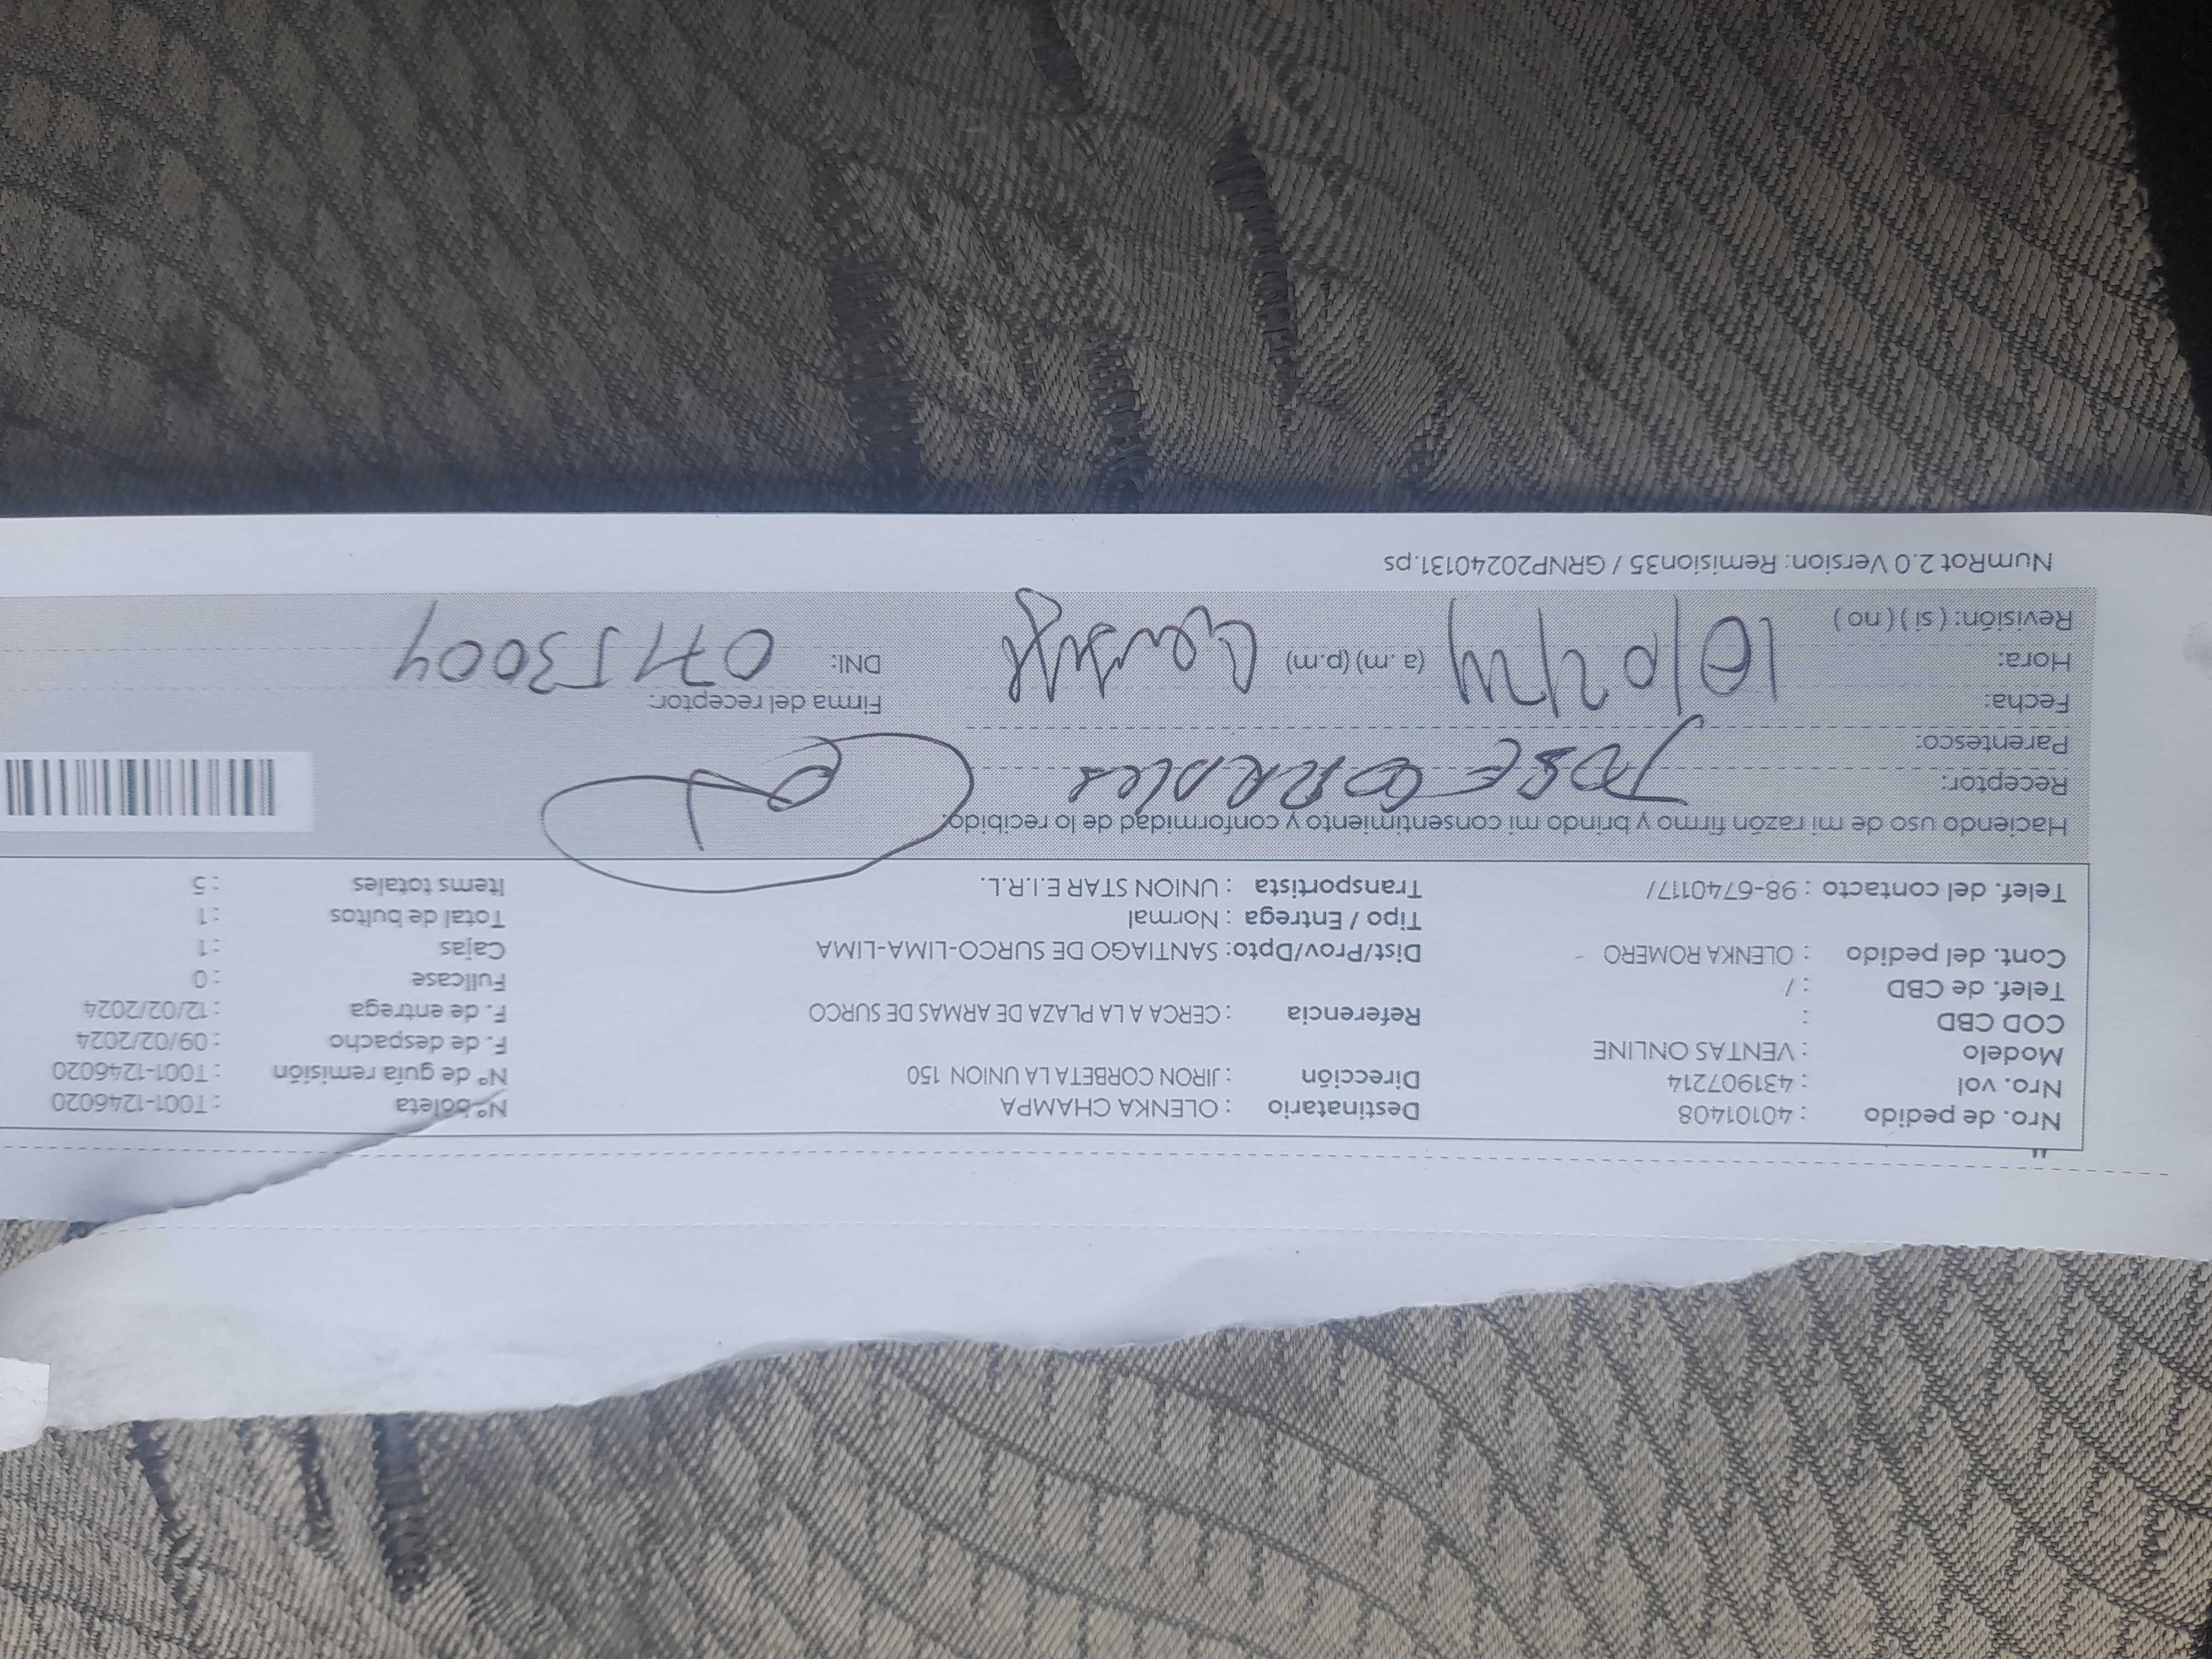 Nro. de pedido : 40101408 Destinatario : OLENKA CHAMPA Nº boleta : T001-1246020
Nro. vol : 431907214 Dirección : JIRON CORBETA LA UNION 150 Nº de guía remisión : T001-1246020
Modelo : VENTAS ONLINE F. de despacho : 09/02/2024
COD CBD : Referencia : CERCA A LA PLAZA DE ARMAS DE SURCO F. de entrega : 12/02/2024
Telef. de CBD : / Fullcase : 0
Cont. del pedido : OLENKA ROMERO Dist/Prov/Dpto: SANTIAGO DE SURCO-LIMA-LIMA Cajas : 1
Tipo / Entrega : Normal Total de bultos : 1
Telef. del contacto : 98-6740117/ Transportista : UNION STAR E.I.R.L. Items totales : 5
Haciendo uso de mi razón firmo y brindo mi consentimiento y conformidad de lo recibido.
Receptor: JOSE CORRALES
Parentesco:
Fecha: 10/02/24 Firma del receptor:
Hora: (a.m) (p.m) DNI: 07153004
Revisión: ( si ) ( no )
NumRot 2.0 Version: Remision35 / GRNP20240131.ps